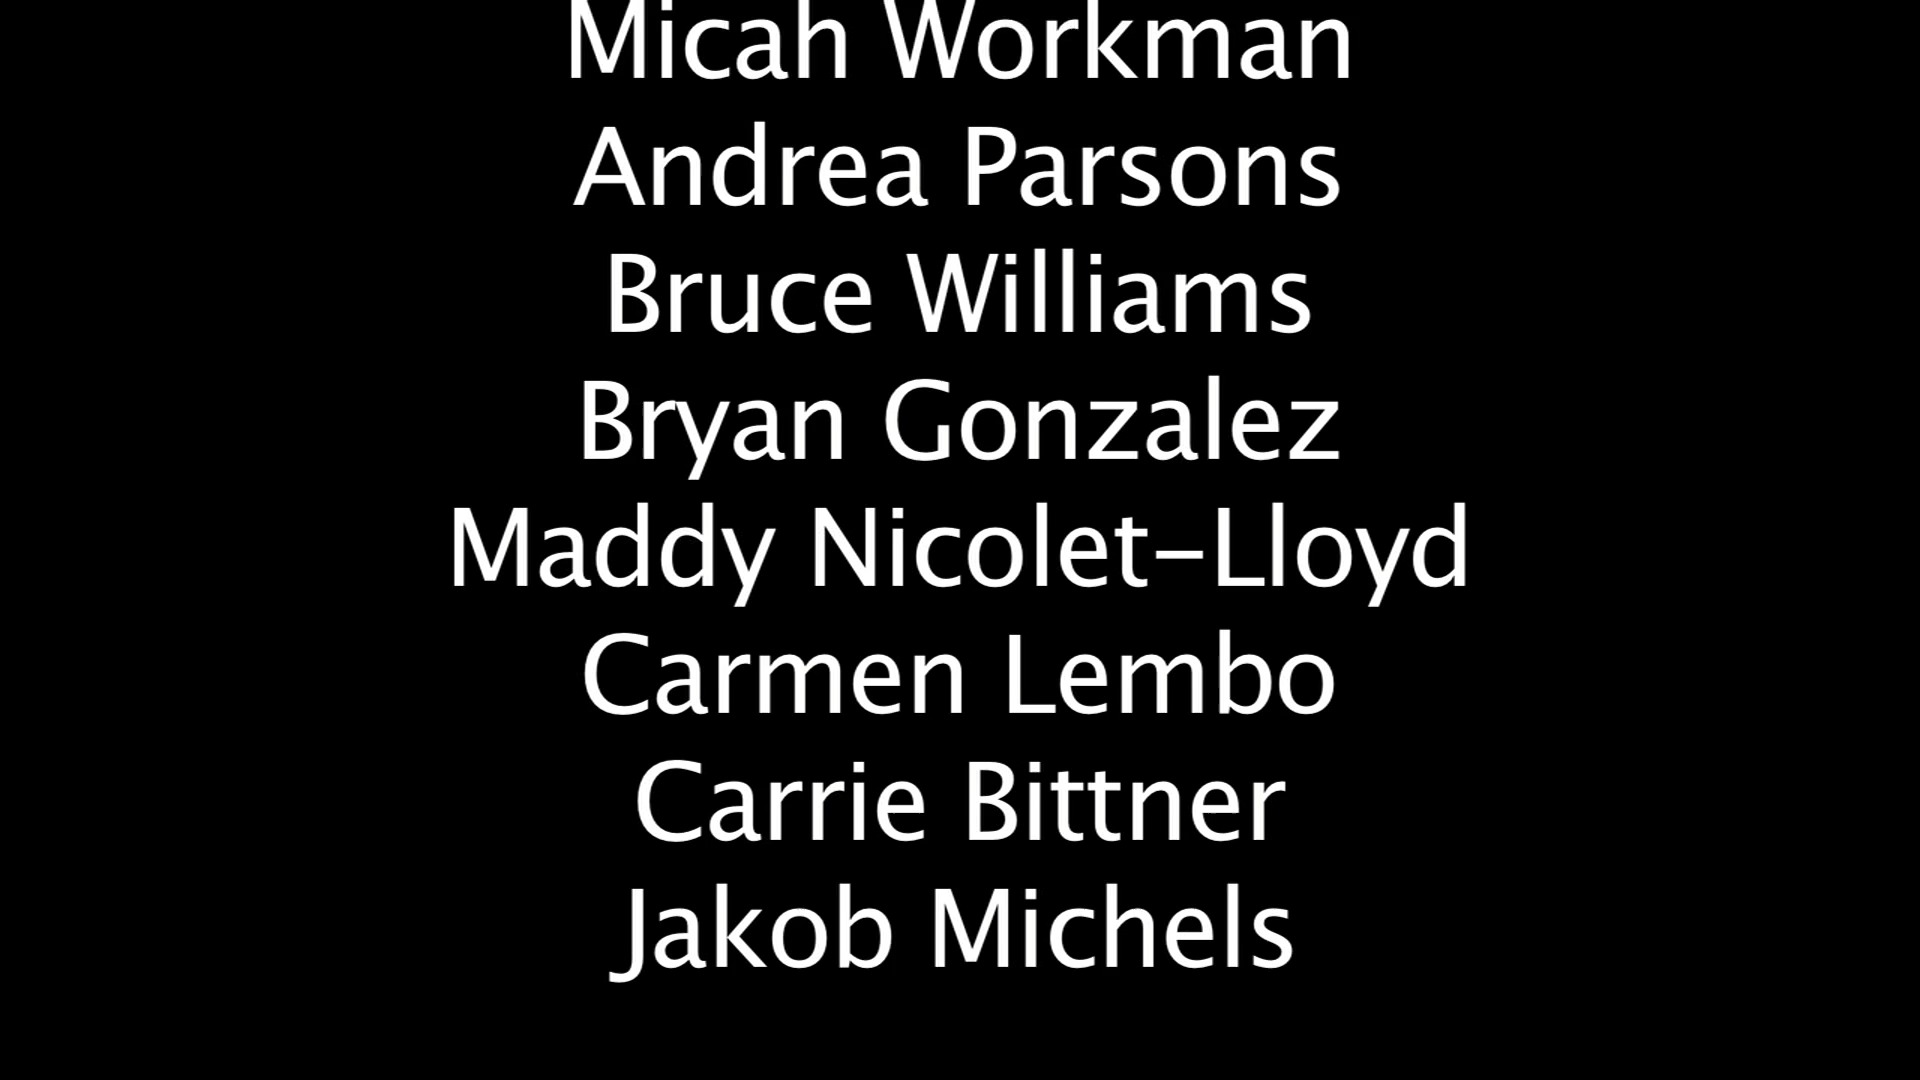 Micah Workman
Andrea Parsons
Bruce Williams
Bryan Gonzalez
Maddy Nicolet-Lloyd
Carmen Lembo
Carrie Bittner
Jakob Michels